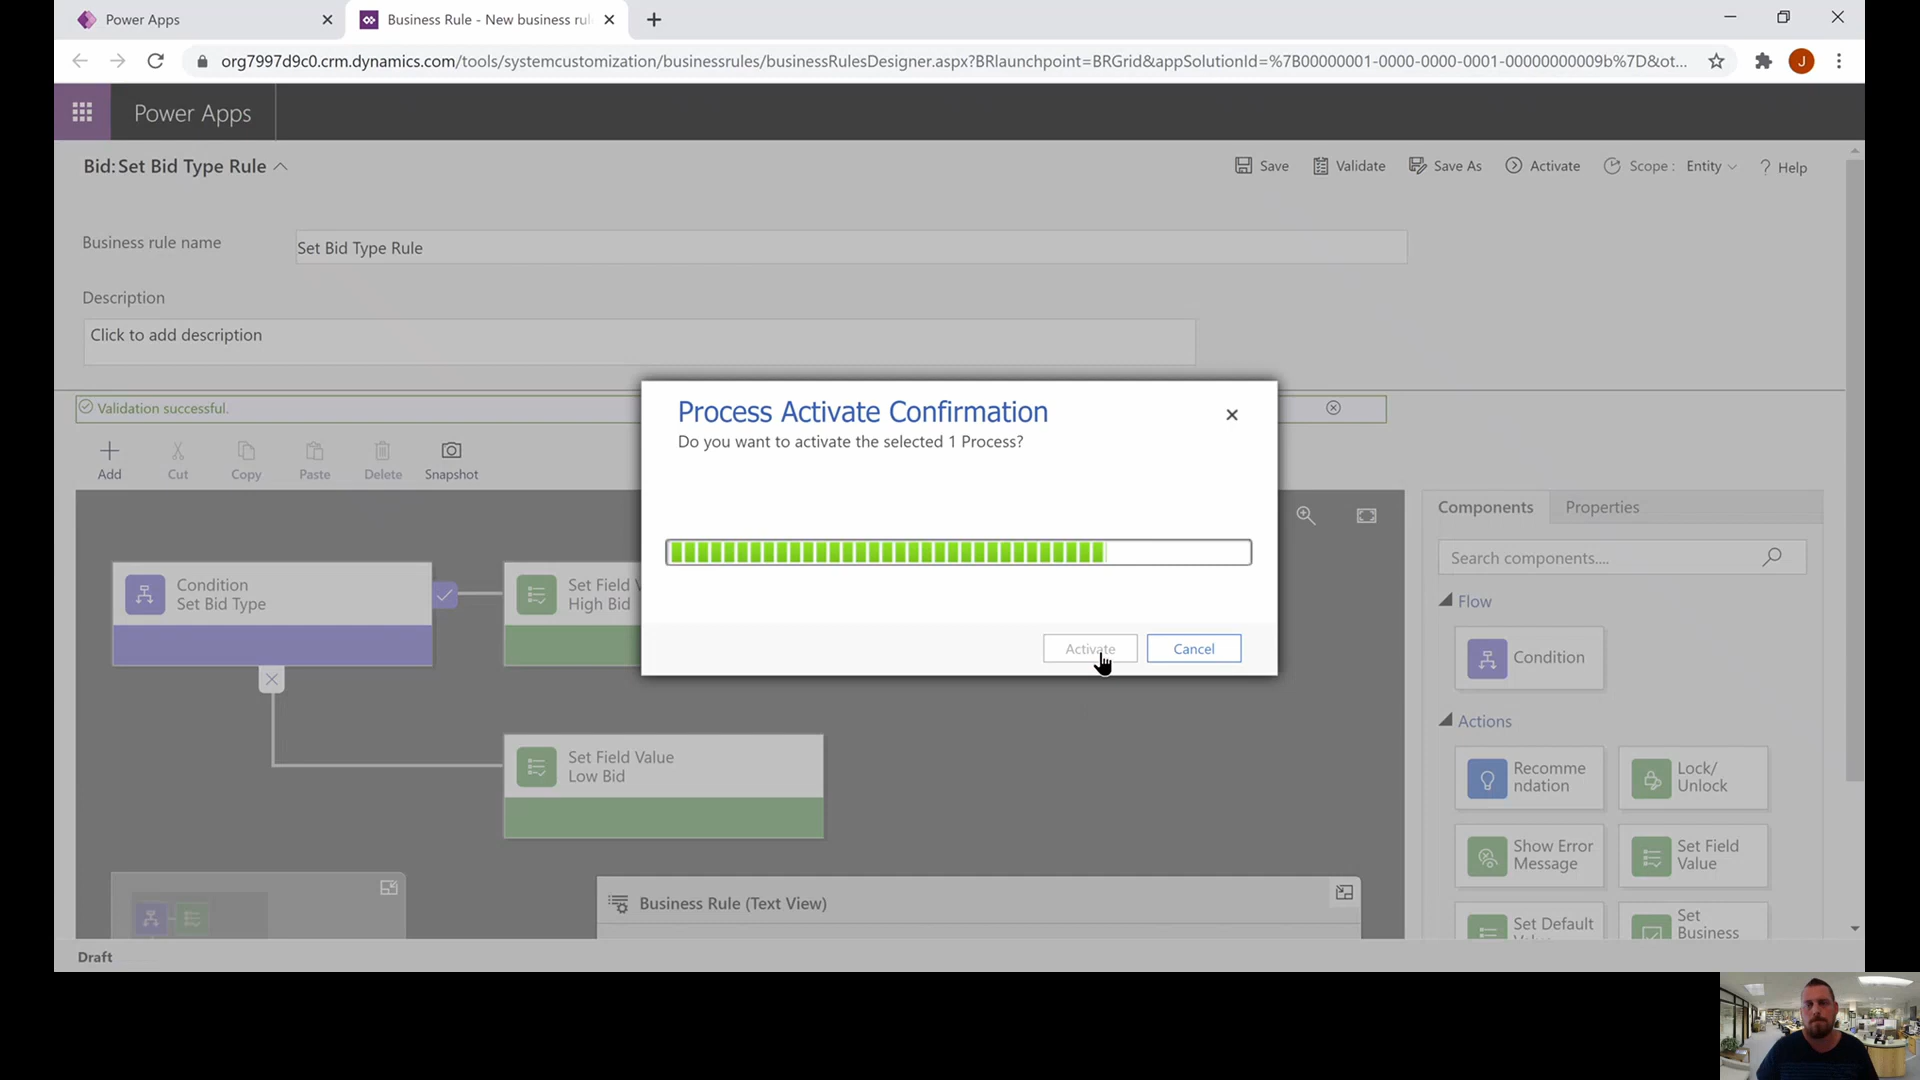 Power Apps
Business Rule - New business rul
org7997d9c0.crm.dynamics.com/tools/systemcustomization/businessrules/businessRulesDesigner.aspx?BRlaunchpoint=BRGrid&appSolutionId=%7B00000001-0000-0000-0001-00000000009b%7D&ot...
J
Power Apps
Bid: Set Bid Type Rule
Save
Validate
Save As
Activate
Scope :
Entity
? Help
Business rule name
Set Bid Type Rule
Description
Click to add description
Validation successful.
Process Activate Confirmation
Do you want to activate the selected 1 Process?
Activate
Cancel
Add
Cut
Copy
Paste
Delete
Snapshot
Condition
Set Bid Type
Set Field V
High Bid
Set Field Value
Low Bid
Business Rule (Text View)
Components
Properties
Search components....
Flow
Condition
Actions
Recomme
ndation
Lock/
Unlock
Show Error
Message
Set Field
Value
Set Default
Set
Business
Draft